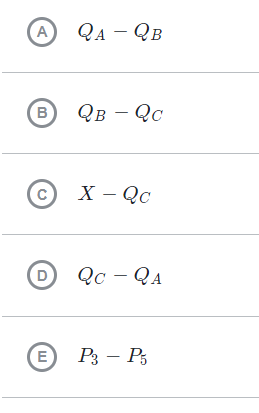 A Q_A − Q_B
B Q_B − Q_C
C X − Q_C
D Q_C − Q_A
E P_3 − P_5